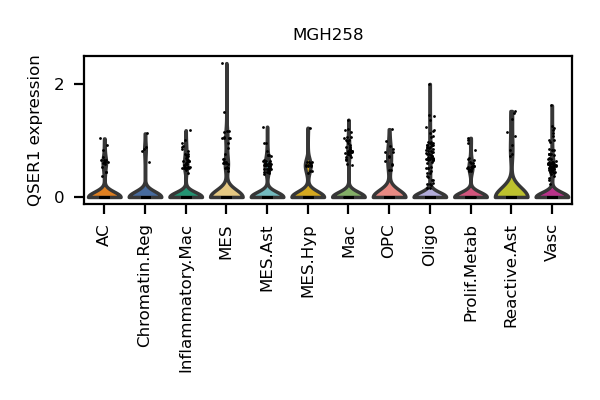 MGH258
QSER1 expression
2
0
AC
Chromatin.Reg
Inflammatory.Mac
MES
MES.Ast
MES.Hyp
Mac
OPC
Oligo
Prolif.Metab
Reactive.Ast
Vasc